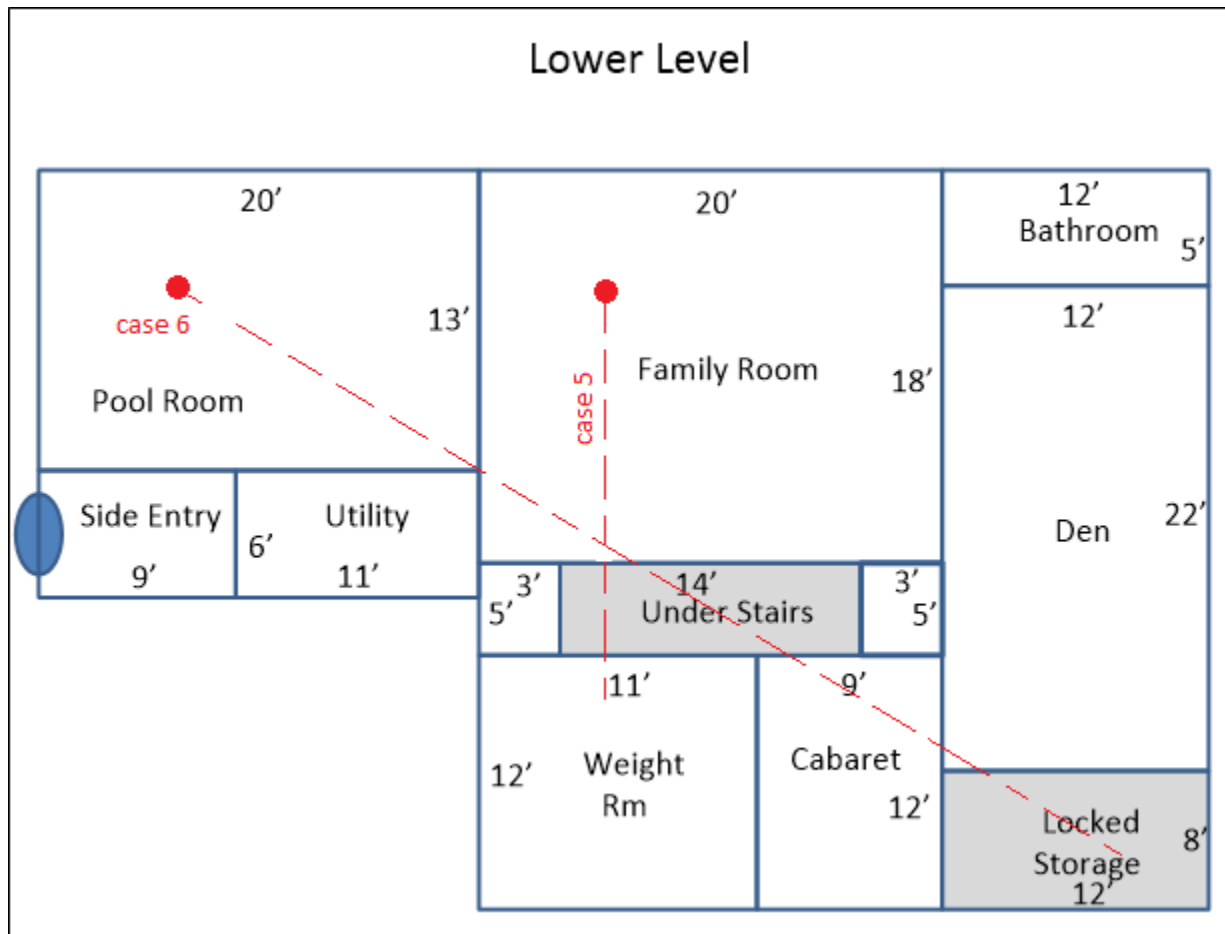 Lower Level
20’
20’
12’
Bathroom
5’
case 6
13’
12’
Pool Room
case 5
Family Room
18’
Side Entry
Utility
6’
9’
11’
Den
22’
3’
5’
14’
Under Stairs
3’
5’
11’
9’
12’
Weight
Rm
Cabaret
12’
Locked
Storage
8’
12’